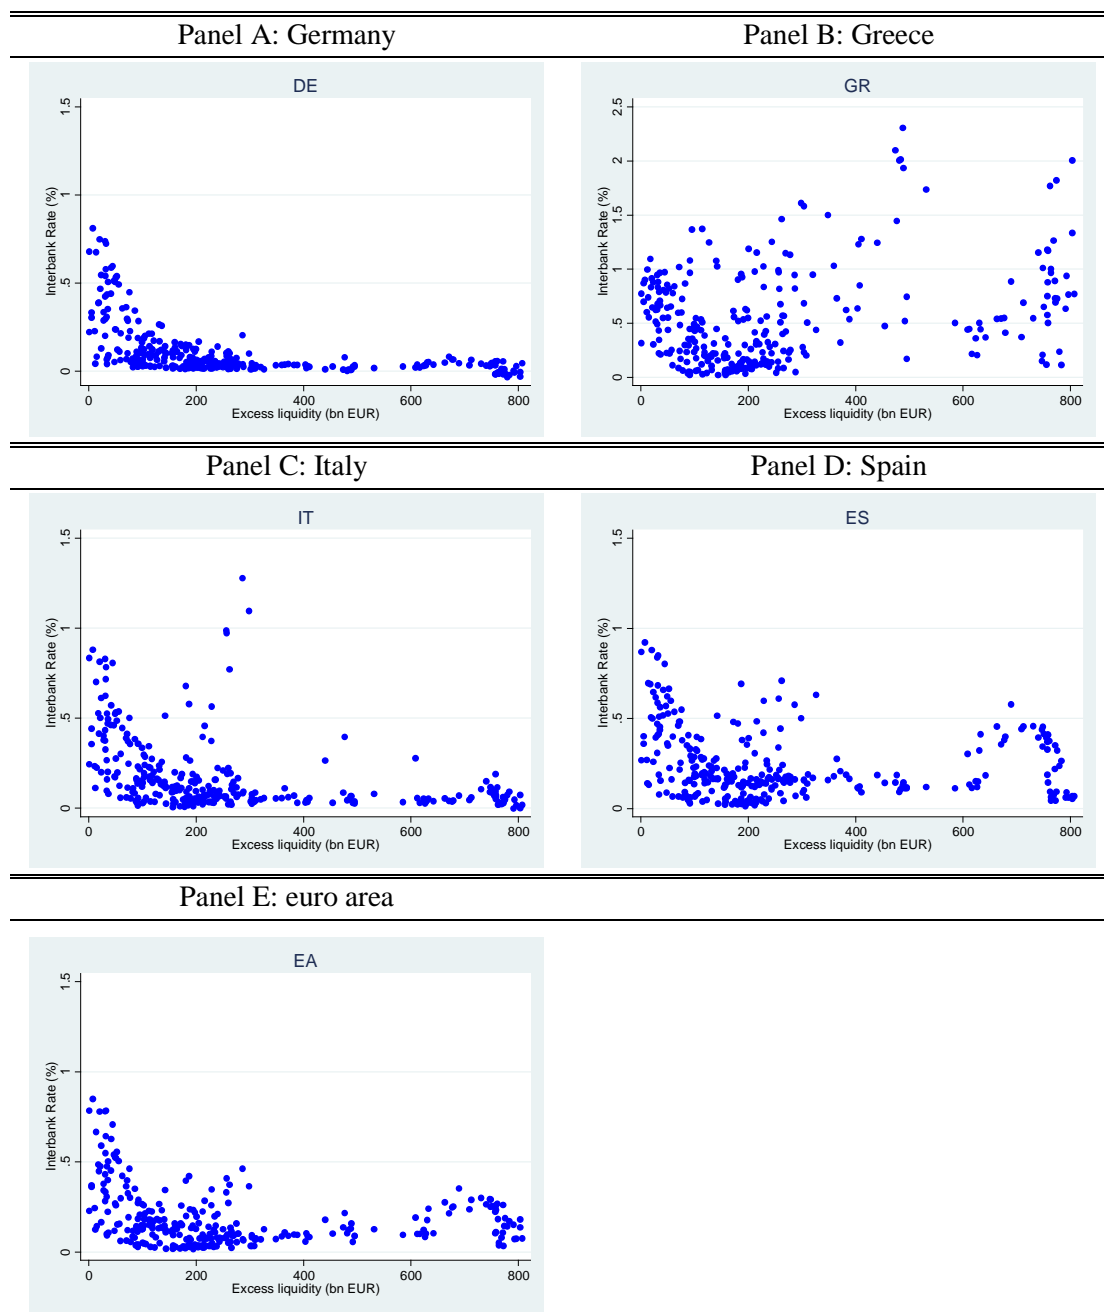 Panel A: Germany
Panel B: Greece
DE
Interbank Rate (%)
1.5
1
.5
0
0 200 400 600 800
Excess liquidity (bn EUR)
GR
Interbank Rate (%)
2.5
2
1.5
1
.5
0
0 200 400 600 800
Excess liquidity (bn EUR)
Panel C: Italy
Panel D: Spain
IT
Interbank Rate (%)
1.5
1
.5
0
0 200 400 600 800
Excess liquidity (bn EUR)
ES
Interbank Rate (%)
1.5
1
.5
0
0 200 400 600 800
Excess liquidity (bn EUR)
Panel E: euro area
EA
Interbank Rate (%)
1.5
1
.5
0
0 200 400 600 800
Excess liquidity (bn EUR)